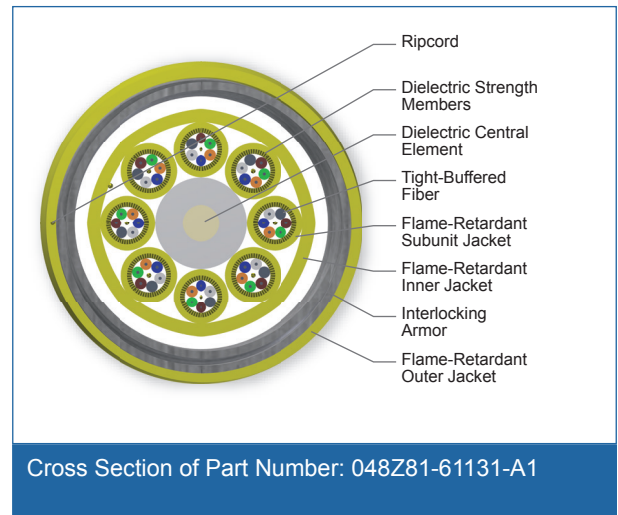 Ripcord
Dielectric Strength
Members
Dielectric Central
Element
Tight-Buffered
Fiber
Flame-Retardant
Subunit Jacket
Flame-Retardant
Inner Jacket
Interlocking
Armor
Flame-Retardant
Outer Jacket
Cross Section of Part Number: 048Z81-61131-A1